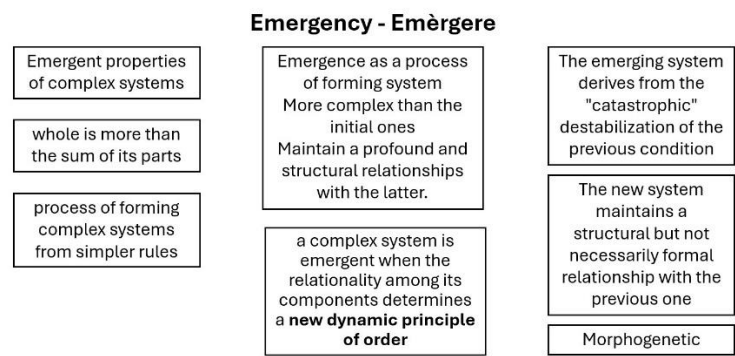 Emergency - Emèrgere
Emergent properties
of complex systems
whole is more than
the sum of its parts
process of forming
complex systems
from simpler rules
Emergence as a process
of forming system
More complex than the
initial ones
Maintain a profound and
structural relationships
with the latter.
a complex system is
emergent when the
relationality among its
components determines
a new dynamic principle
of order
The emerging system
derives from the
"catastrophic"
destabilization of the
previous condition
The new system
maintains a
structural but not
necessarily formal
relationship with the
previous one
Morphogenetic